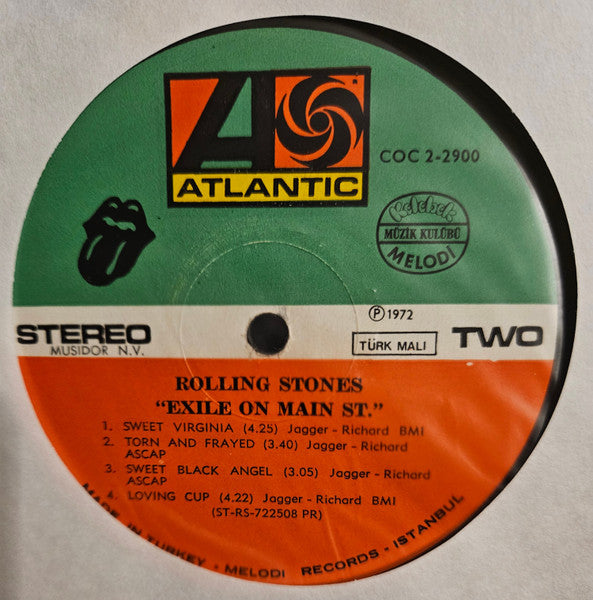 ATLANTIC
COC 2-2900
Kelebek
MÜZİK KULÜBÜ
MELODİ
STEREO
MUSIDOR N.V.
℗ 1972
TÜRK MALI
TWO
ROLLING STONES
"EXILE ON MAIN ST."
1. SWEET VIRGINIA (4.25) Jagger - Richard BMI
2. TORN AND FRAYED (3.40) Jagger - Richard
ASCAP
3. SWEET BLACK ANGEL (3.05) Jagger - Richard
ASCAP
4. LOVING CUP (4.22) Jagger - Richard BMI
(ST-RS-722508 PR)
MADE IN TURKEY - MELODI RECORDS - ISTANBUL